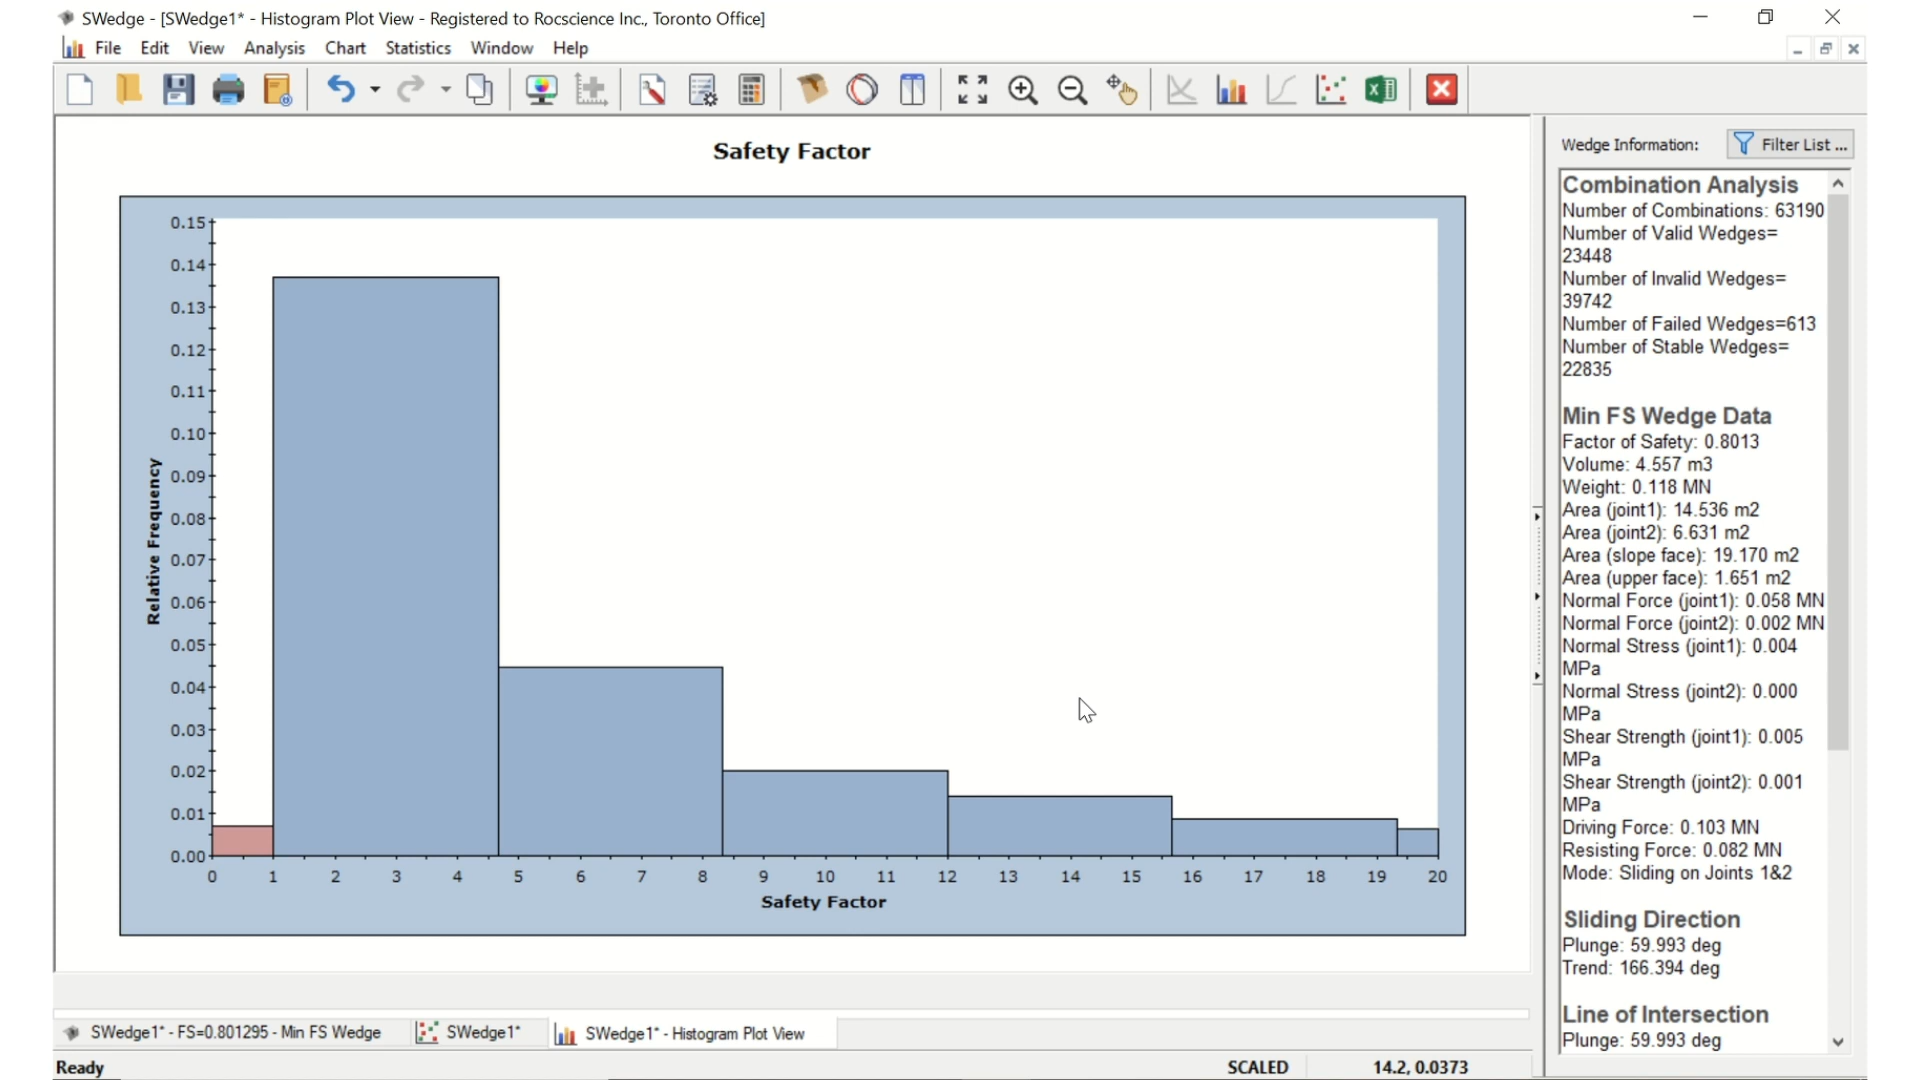 SWedge - [SWedge1* - Histogram Plot View - Registered to Rocscience Inc., Toronto Office]
File Edit View Analysis Chart Statistics Window Help
Safety Factor
0.15
0.14
0.13
0.12
0.11
0.10
0.09
0.08
0.07
0.06
0.05
0.04
0.03
0.02
0.01
0.00
Relative Frequency
0 1 2 3 4 5 6 7 8 9 10 11 12 13 14 15 16 17 18 19 20
Safety Factor
Wedge Information: Filter List ...
Combination Analysis
Number of Combinations: 63190
Number of Valid Wedges=
23448
Number of Invalid Wedges=
39742
Number of Failed Wedges=613
Number of Stable Wedges=
22835
Min FS Wedge Data
Factor of Safety: 0.8013
Volume: 4.557 m3
Weight: 0.118 MN
Area (joint1): 14.536 m2
Area (joint2): 6.631 m2
Area (slope face): 19.170 m2
Area (upper face): 1.651 m2
Normal Force (joint1): 0.058 MN
Normal Force (joint2): 0.002 MN
Normal Stress (joint1): 0.004
MPa
Normal Stress (joint2): 0.000
MPa
Shear Strength (joint1): 0.005
MPa
Shear Strength (joint2): 0.001
MPa
Driving Force: 0.103 MN
Resisting Force: 0.082 MN
Mode: Sliding on Joints 1&2
Sliding Direction
Plunge: 59.993 deg
Trend: 166.394 deg
Line of Intersection
Plunge: 59.993 deg
SWedge1* - FS=0.801295 - Min FS Wedge SWedge1* SWedge1* - Histogram Plot View
Ready SCALED 14.2, 0.0373